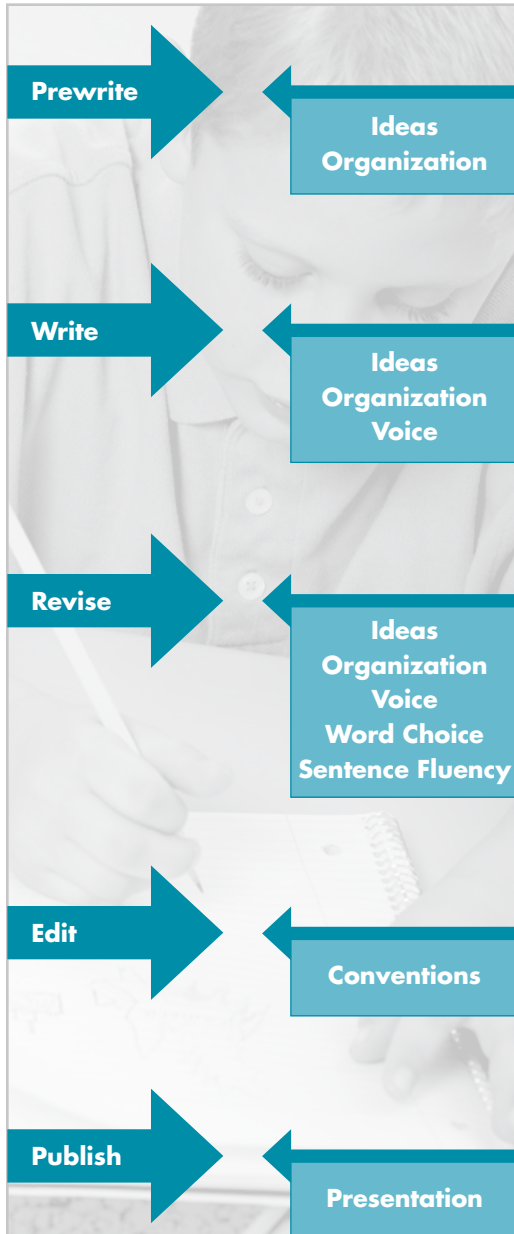 Prewrite
Ideas
Organization
Write
Ideas
Organization
Voice
Revise
Ideas
Organization
Voice
Word Choice
Sentence Fluency
Edit
Conventions
Publish
Presentation